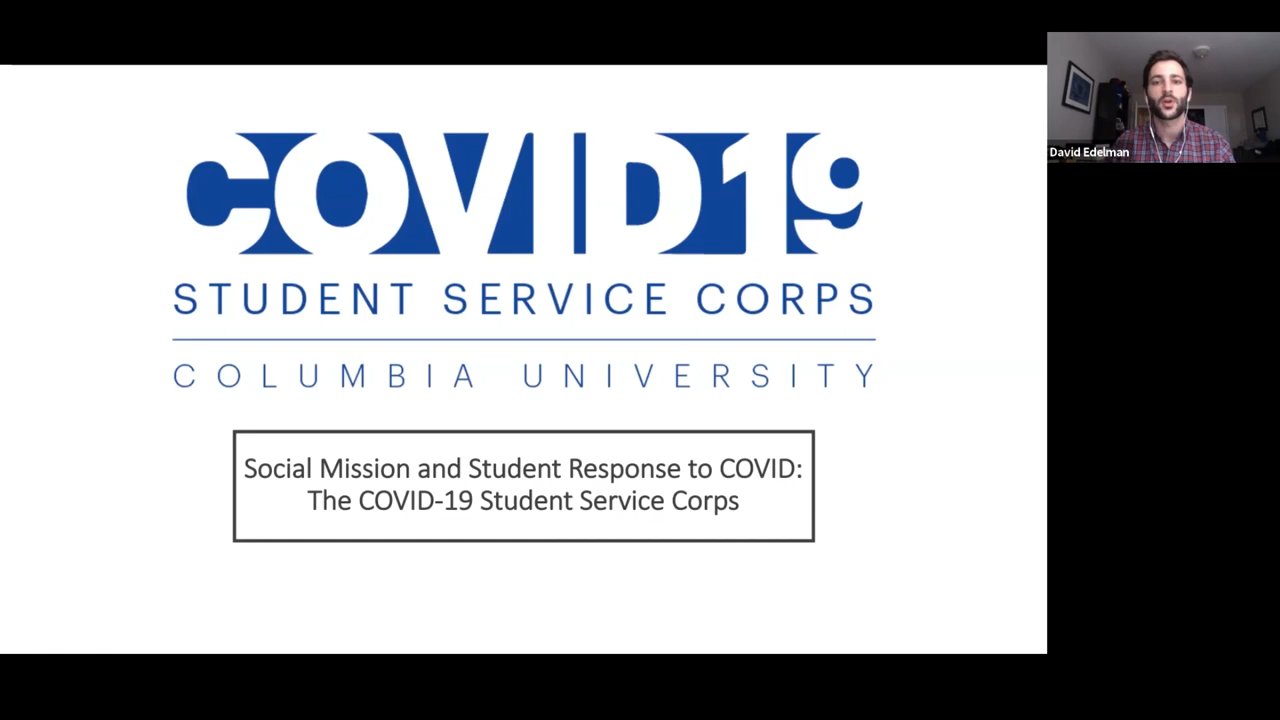 COVID19
STUDENT SERVICE CORPS
COLUMBIA UNIVERSITY
Social Mission and Student Response to COVID:
The COVID-19 Student Service Corps
David Edelman